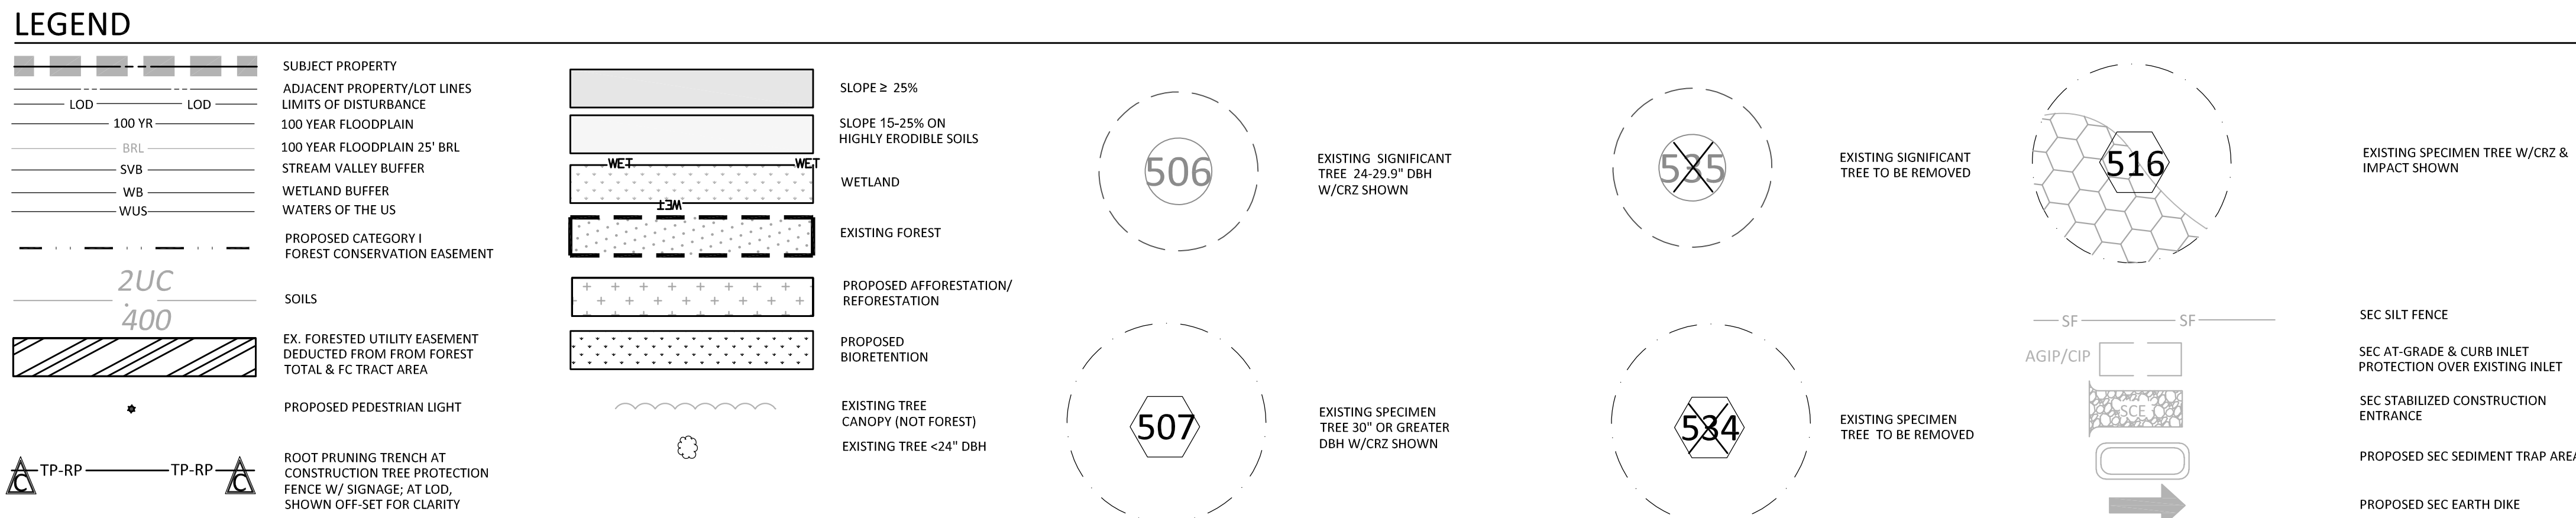 LEGEND
SUBJECT PROPERTY
ADJACENT PROPERTY/LOT LINES
LOD LOD LIMITS OF DISTURBANCE
100 YR 100 YEAR FLOODPLAIN
BRL 100 YEAR FLOODPLAIN 25' BRL
SVB STREAM VALLEY BUFFER
WB WETLAND BUFFER
WUS WATERS OF THE US
PROPOSED CATEGORY I
FOREST CONSERVATION EASEMENT
2UC
SOILS
400
EX. FORESTED UTILITY EASEMENT
DEDUCTED FROM FROM FOREST
TOTAL & FC TRACT AREA
PROPOSED PEDESTRIAN LIGHT
C TP-RP TP-RP C
ROOT PRUNING TRENCH AT
CONSTRUCTION TREE PROTECTION
FENCE W/ SIGNAGE; AT LOD,
SHOWN OFF-SET FOR CLARITY
SLOPE ≥ 25%
SLOPE 15-25% ON
HIGHLY ERODIBLE SOILS
WET WET
WETLAND
WET
EXISTING FOREST
PROPOSED AFFORESTATION/
REFORESTATION
PROPOSED
BIORETENTION
EXISTING TREE
CANOPY (NOT FOREST)
EXISTING TREE <24" DBH
506
EXISTING SIGNIFICANT
TREE 24-29.9" DBH
W/CRZ SHOWN
507
EXISTING SPECIMEN
TREE 30" OR GREATER
DBH W/CRZ SHOWN
535
EXISTING SIGNIFICANT
TREE TO BE REMOVED
534
EXISTING SPECIMEN
TREE TO BE REMOVED
516
EXISTING SPECIMEN TREE W/CRZ &
IMPACT SHOWN
SF SF SEC SILT FENCE
AGIP/CIP
SEC AT-GRADE & CURB INLET
PROTECTION OVER EXISTING INLET
SCE
SEC STABILIZED CONSTRUCTION
ENTRANCE
PROPOSED SEC SEDIMENT TRAP AREA
PROPOSED SEC EARTH DIKE